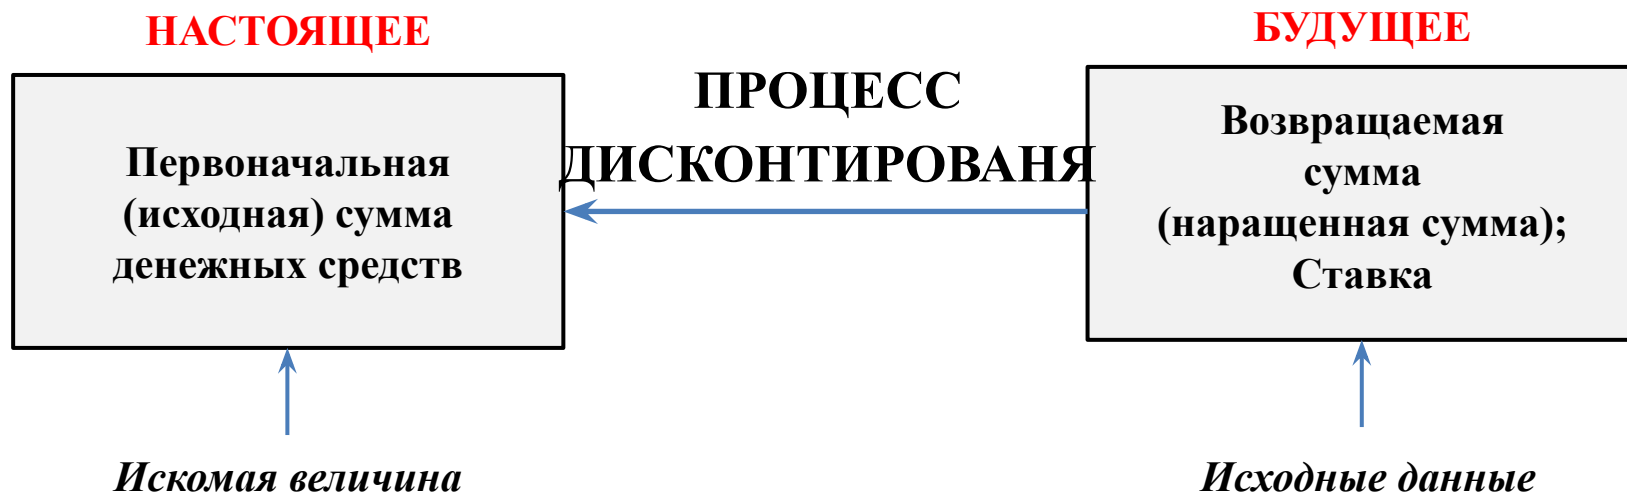 НАСТОЯЩЕЕ
БУДУЩЕЕ
ПРОЦЕСС
ДИСКОНТИРОВАНЯ
Первоначальная
(исходная) сумма
денежных средств
Возвращаемая
сумма
(наращенная сумма);
Ставка
Искомая величина
Исходные данные